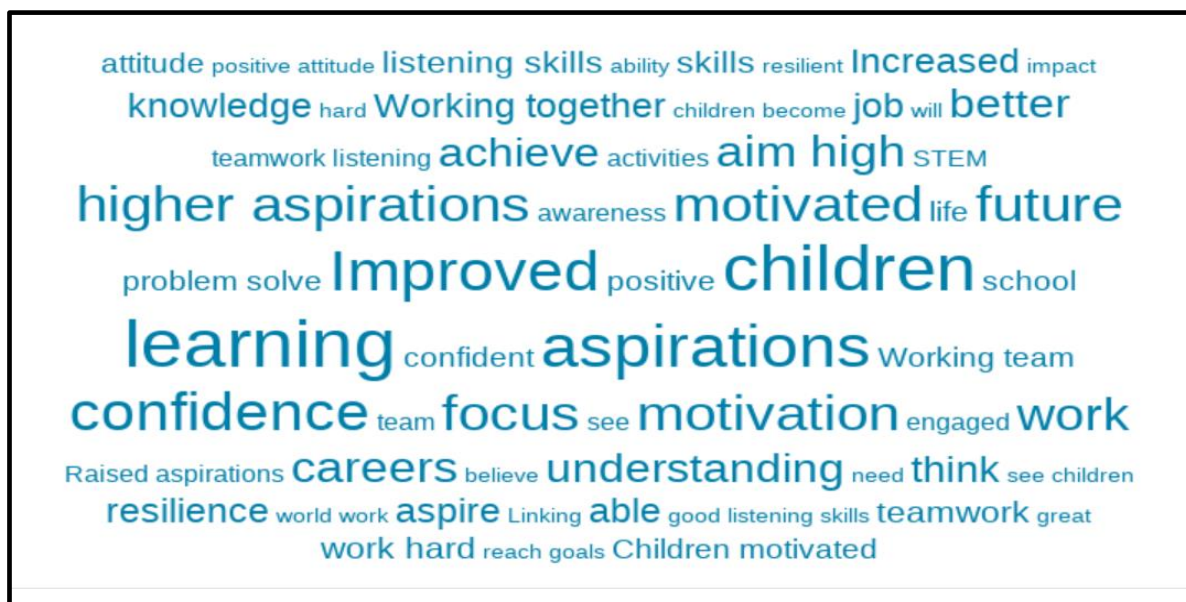 attitude positive attitude listening skills ability skills resilient Increased impact
knowledge hard Working together children become job will better
teamwork listening achieve activities aim high STEM
higher aspirations awareness motivated life future
problem solve Improved positive children school
learning confident aspirations Working team
confidence team focus see motivation engaged work
Raised aspirations careers believe understanding need think see children
resilience world work aspire Linking able good listening skills teamwork great
work hard reach goals Children motivated